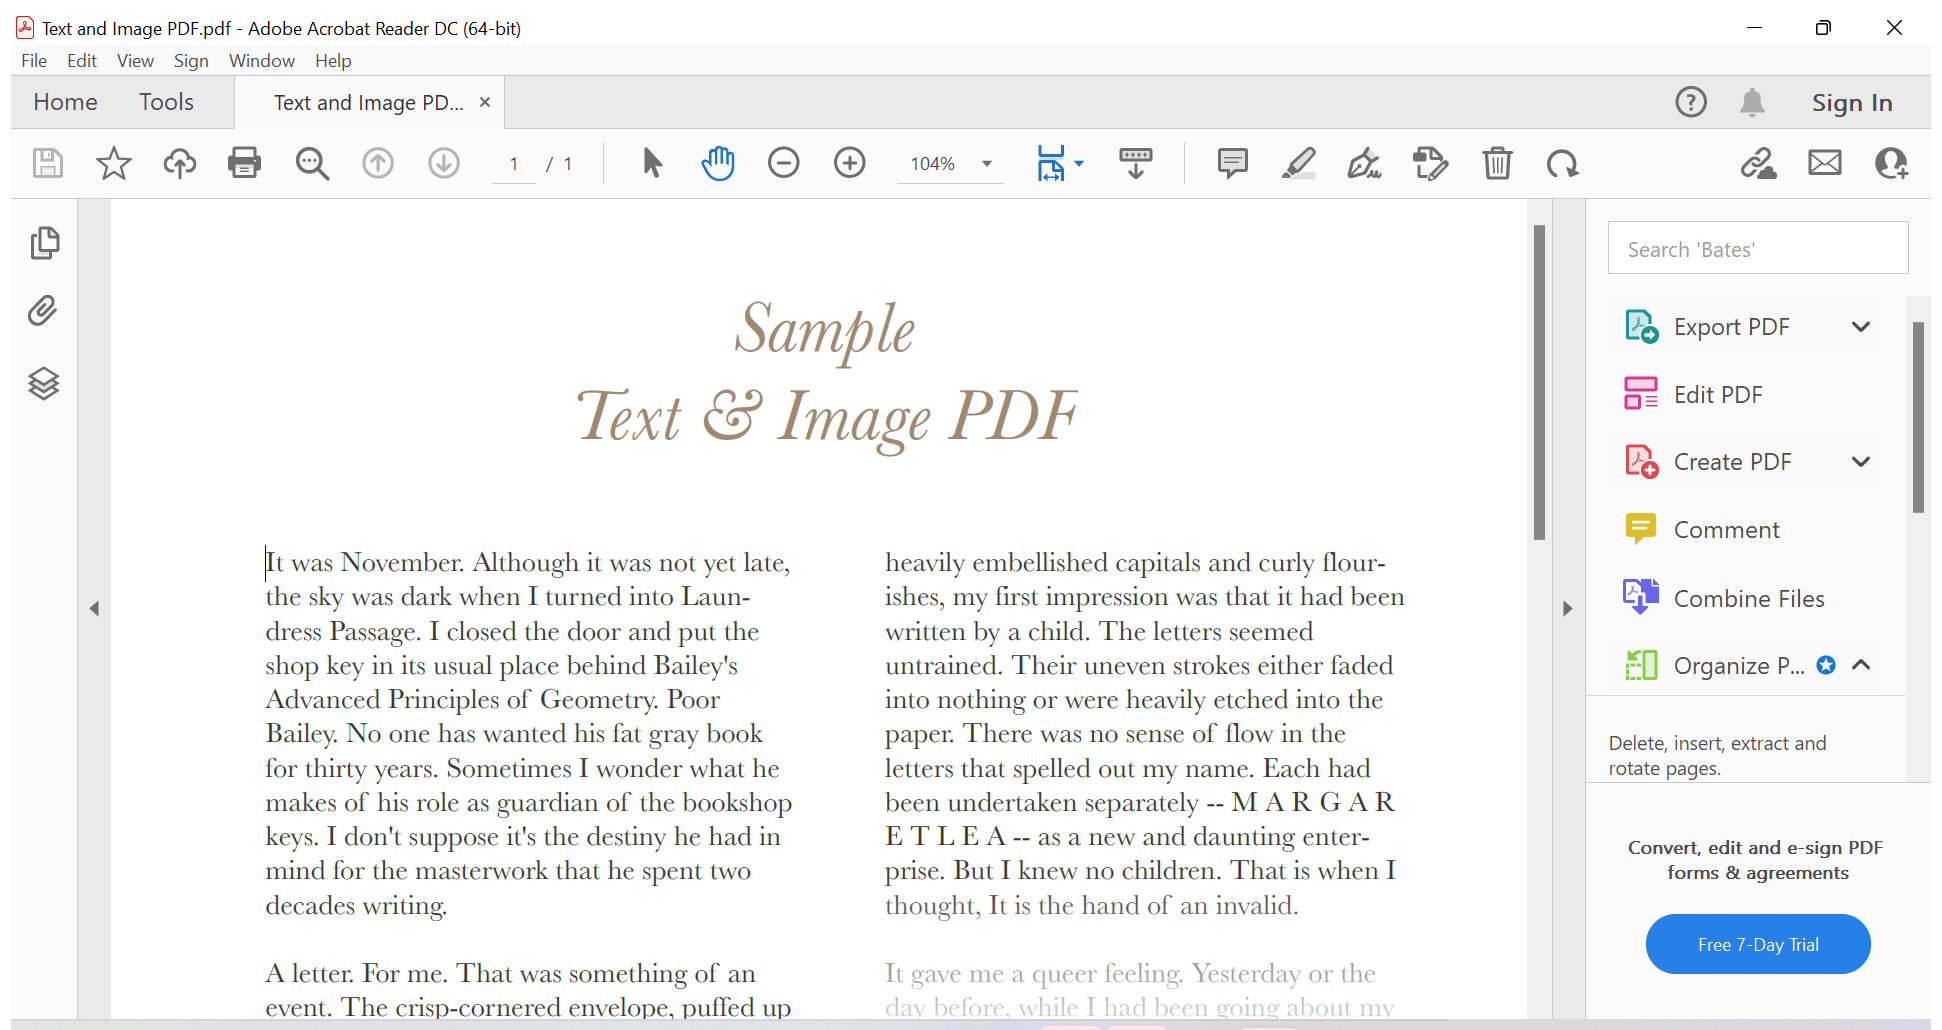 Text and Image PDF.pdf - Adobe Acrobat Reader DC (64-bit)
File Edit View Sign Window Help
Home Tools Text and Image PD... × ? Sign In
1 / 1 104%
Search 'Bates'
Export PDF
Edit PDF
Create PDF
Comment
Combine Files
Organize P...
Delete, insert, extract and
rotate pages.
Convert, edit and e-sign PDF
forms & agreements
Free 7-Day Trial
Sample
Text & Image PDF
It was November. Although it was not yet late,
the sky was dark when I turned into Laun-
dress Passage. I closed the door and put the
shop key in its usual place behind Bailey's
Advanced Principles of Geometry. Poor
Bailey. No one has wanted his fat gray book
for thirty years. Sometimes I wonder what he
makes of his role as guardian of the bookshop
keys. I don't suppose it's the destiny he had in
mind for the masterwork that he spent two
decades writing.
A letter. For me. That was something of an
event. The crisp-cornered envelope, puffed up
heavily embellished capitals and curly flour-
ishes, my first impression was that it had been
written by a child. The letters seemed
untrained. Their uneven strokes either faded
into nothing or were heavily etched into the
paper. There was no sense of flow in the
letters that spelled out my name. Each had
been undertaken separately -- M A R G A R
E T L E A -- as a new and daunting enter-
prise. But I knew no children. That is when I
thought, It is the hand of an invalid.
It gave me a queer feeling. Yesterday or the
day before, while I had been going about my